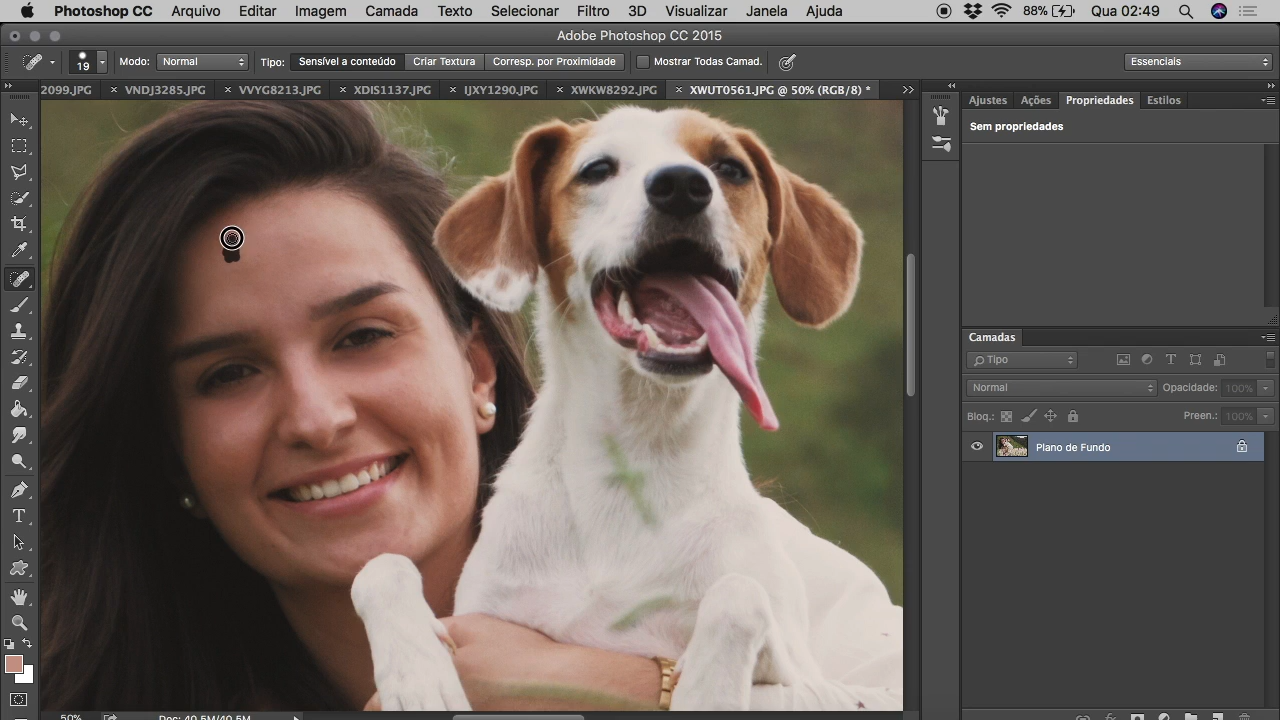 Photoshop CC Arquivo Editar Imagem Camada Texto Selecionar Filtro 3D Visualizar Janela Ajuda 88% Qua 02:49
Adobe Photoshop CC 2015
19 Modo: Normal Tipo: Sensível a conteúdo Criar Textura Corresp. por Proximidade Mostrar Todas Camad. Essenciais
2099.JPG × VNDJ3285.JPG × VVYG8213.JPG × XDIS1137.JPG × IJXY1290.JPG × XWKW8292.JPG × XWUT0561.JPG @ 50% (RGB/8) *
Ajustes Ações Propriedades Estilos
Sem propriedades
Camadas
Tipo
Normal Opacidade: 100%
Bloq.: Preen.: 100%
Plano de Fundo
50% Doc: 40,5M/40,5M